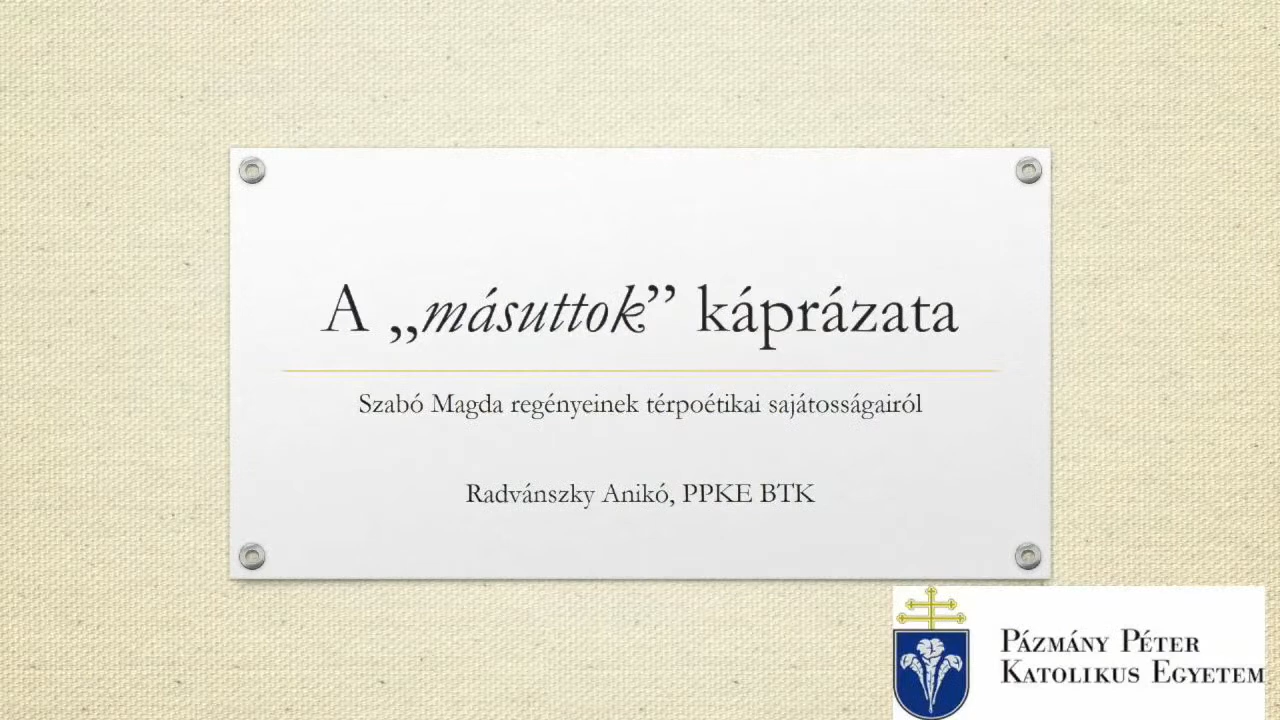 A „másuttok” káprázata
Szabó Magda regényeinek térpoétikai sajátosságairól
Radvánszky Anikó, PPKE BTK
Pázmány Péter
Katolikus Egyetem